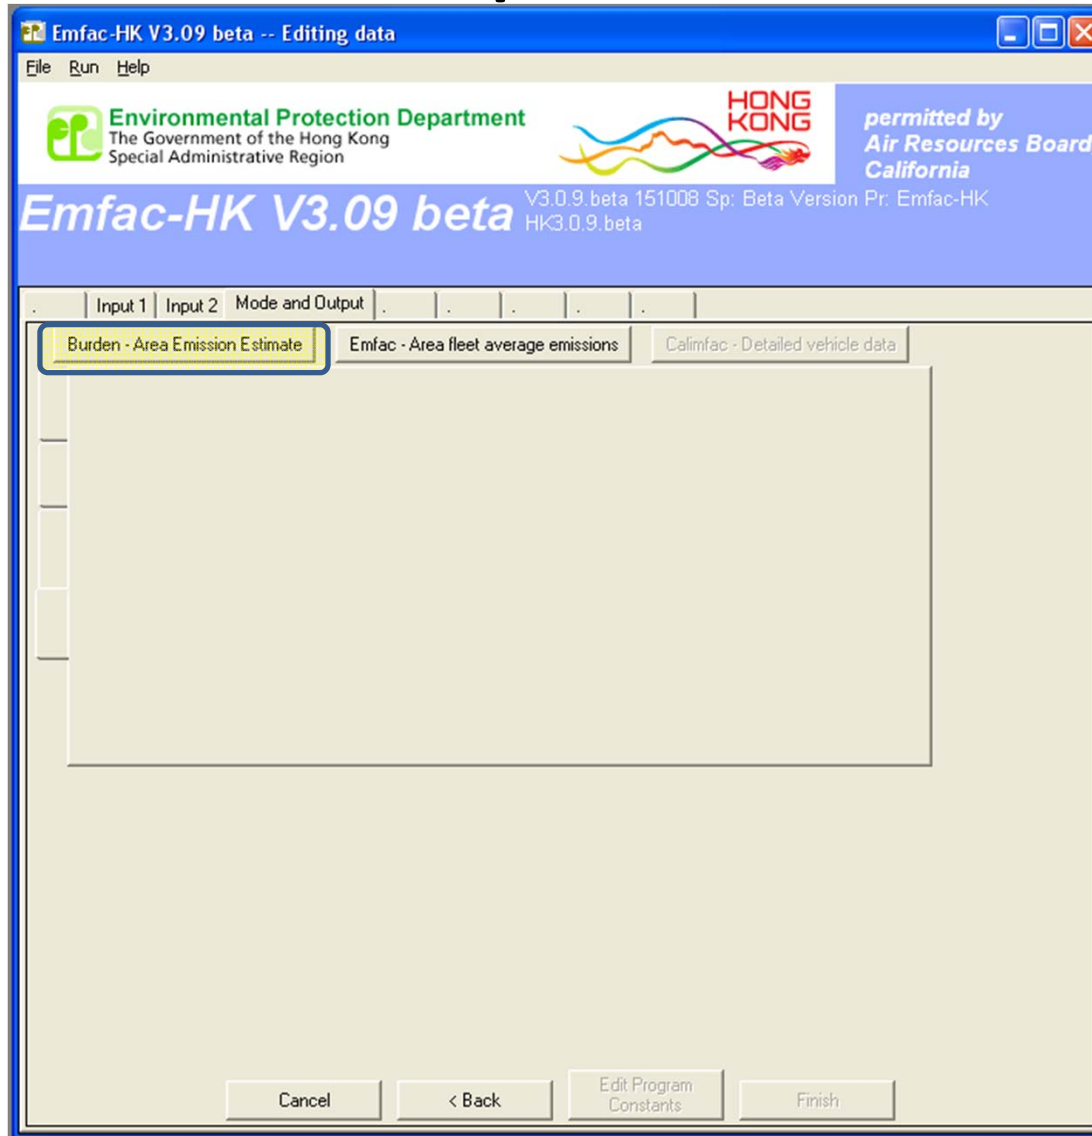 Emfac-HK V3.09 beta -- Editing data
File Run Help
Environmental Protection Department
The Government of the Hong Kong
Special Administrative Region
HONG
KONG
permitted by
Air Resources Board
California
Emfac-HK V3.09 beta
V3.0.9.beta 151008 Sp: Beta Version Pr: Emfac-HK
HK3.0.9.beta
. Input 1 Input 2 Mode and Output . . . . .
Burden - Area Emission Estimate Emfac - Area fleet average emissions Calimfac - Detailed vehicle data
Cancel < Back Edit Program Constants Finish